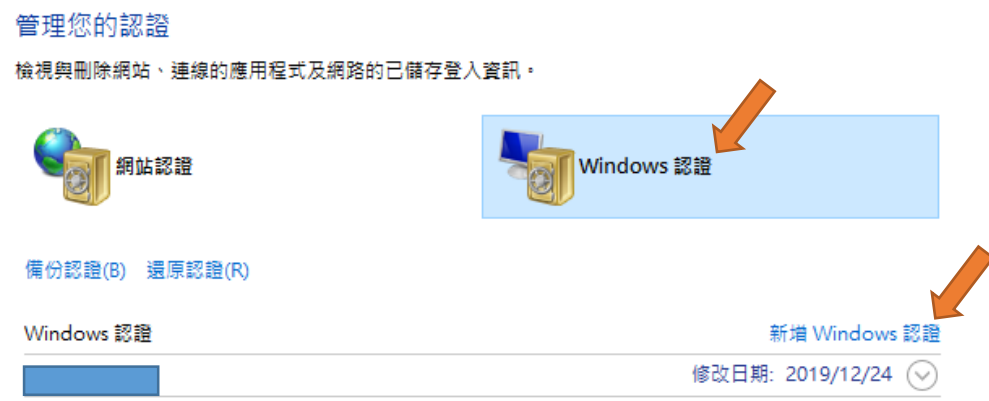 管理您的認證
檢視與刪除網站、連線的應用程式及網路的已儲存登入資訊。
網站認證
Windows 認證
備份認證(B) 還原認證(R)
Windows 認證 新增 Windows 認證
修改日期: 2019/12/24